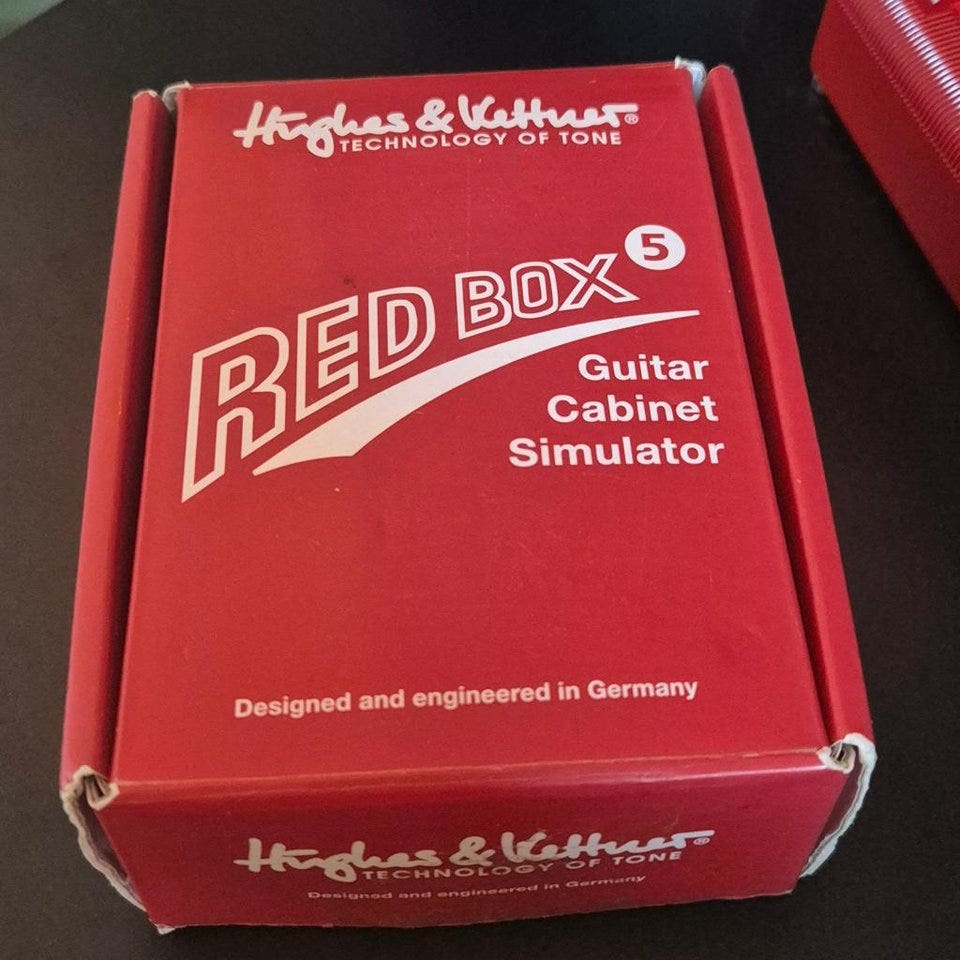 Hughes & Kettner®
TECHNOLOGY OF TONE
RED BOX 5
Guitar
Cabinet
Simulator
Designed and engineered in Germany
Hughes & Kettner®
TECHNOLOGY OF TONE
Designed and engineered in Germany